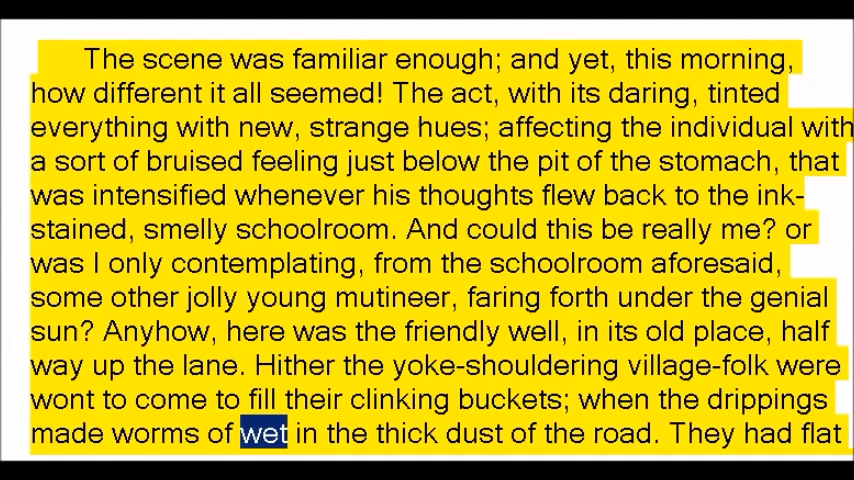 The scene was familiar enough; and yet, this morning,
how different it all seemed! The act, with its daring, tinted
everything with new, strange hues; affecting the individual with
a sort of bruised feeling just below the pit of the stomach, that
was intensified whenever his thoughts flew back to the ink-
stained, smelly schoolroom. And could this be really me? or
was I only contemplating, from the schoolroom aforesaid,
some other jolly young mutineer, faring forth under the genial
sun? Anyhow, here was the friendly well, in its old place, half
way up the lane. Hither the yoke-shouldering village-folk were
wont to come to fill their clinking buckets; when the drippings
made worms of wet in the thick dust of the road. They had flat